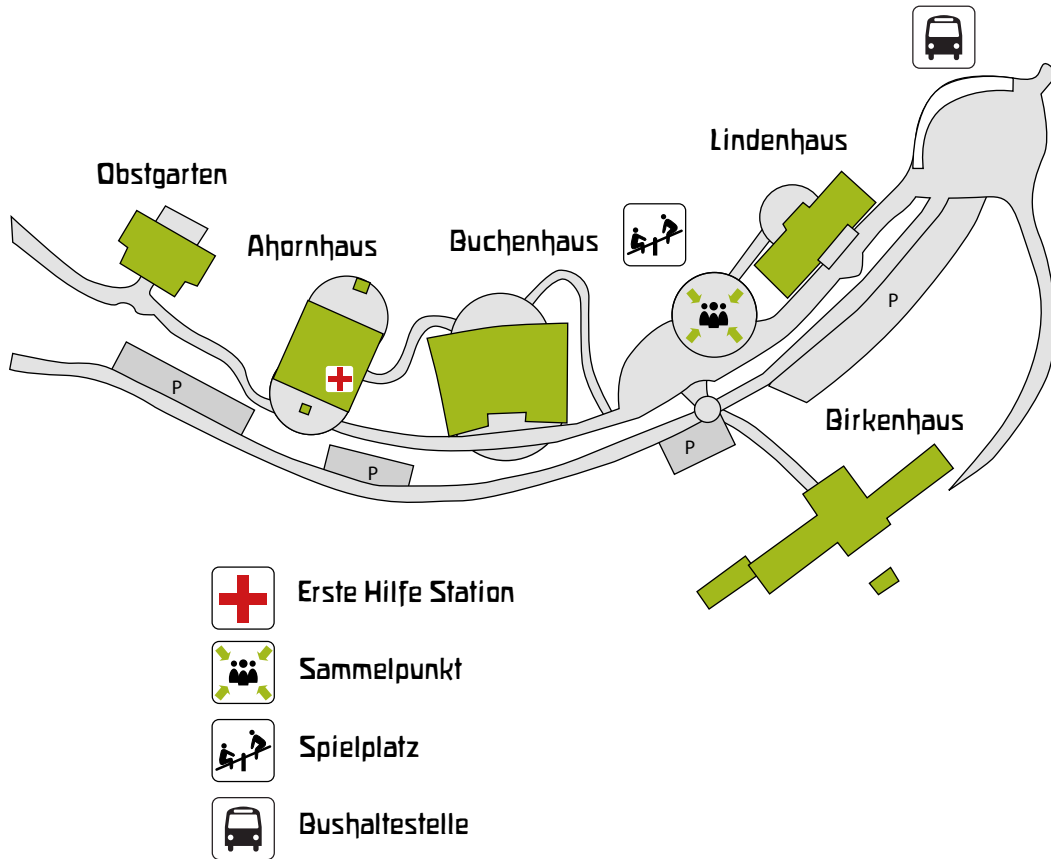 Lindenhaus
Obstgarten
Ahornhaus
Buchenhaus
P
P
Birkenhaus
P
P
Erste Hilfe Station
Sammelpunkt
Spielplatz
Bushaltestelle